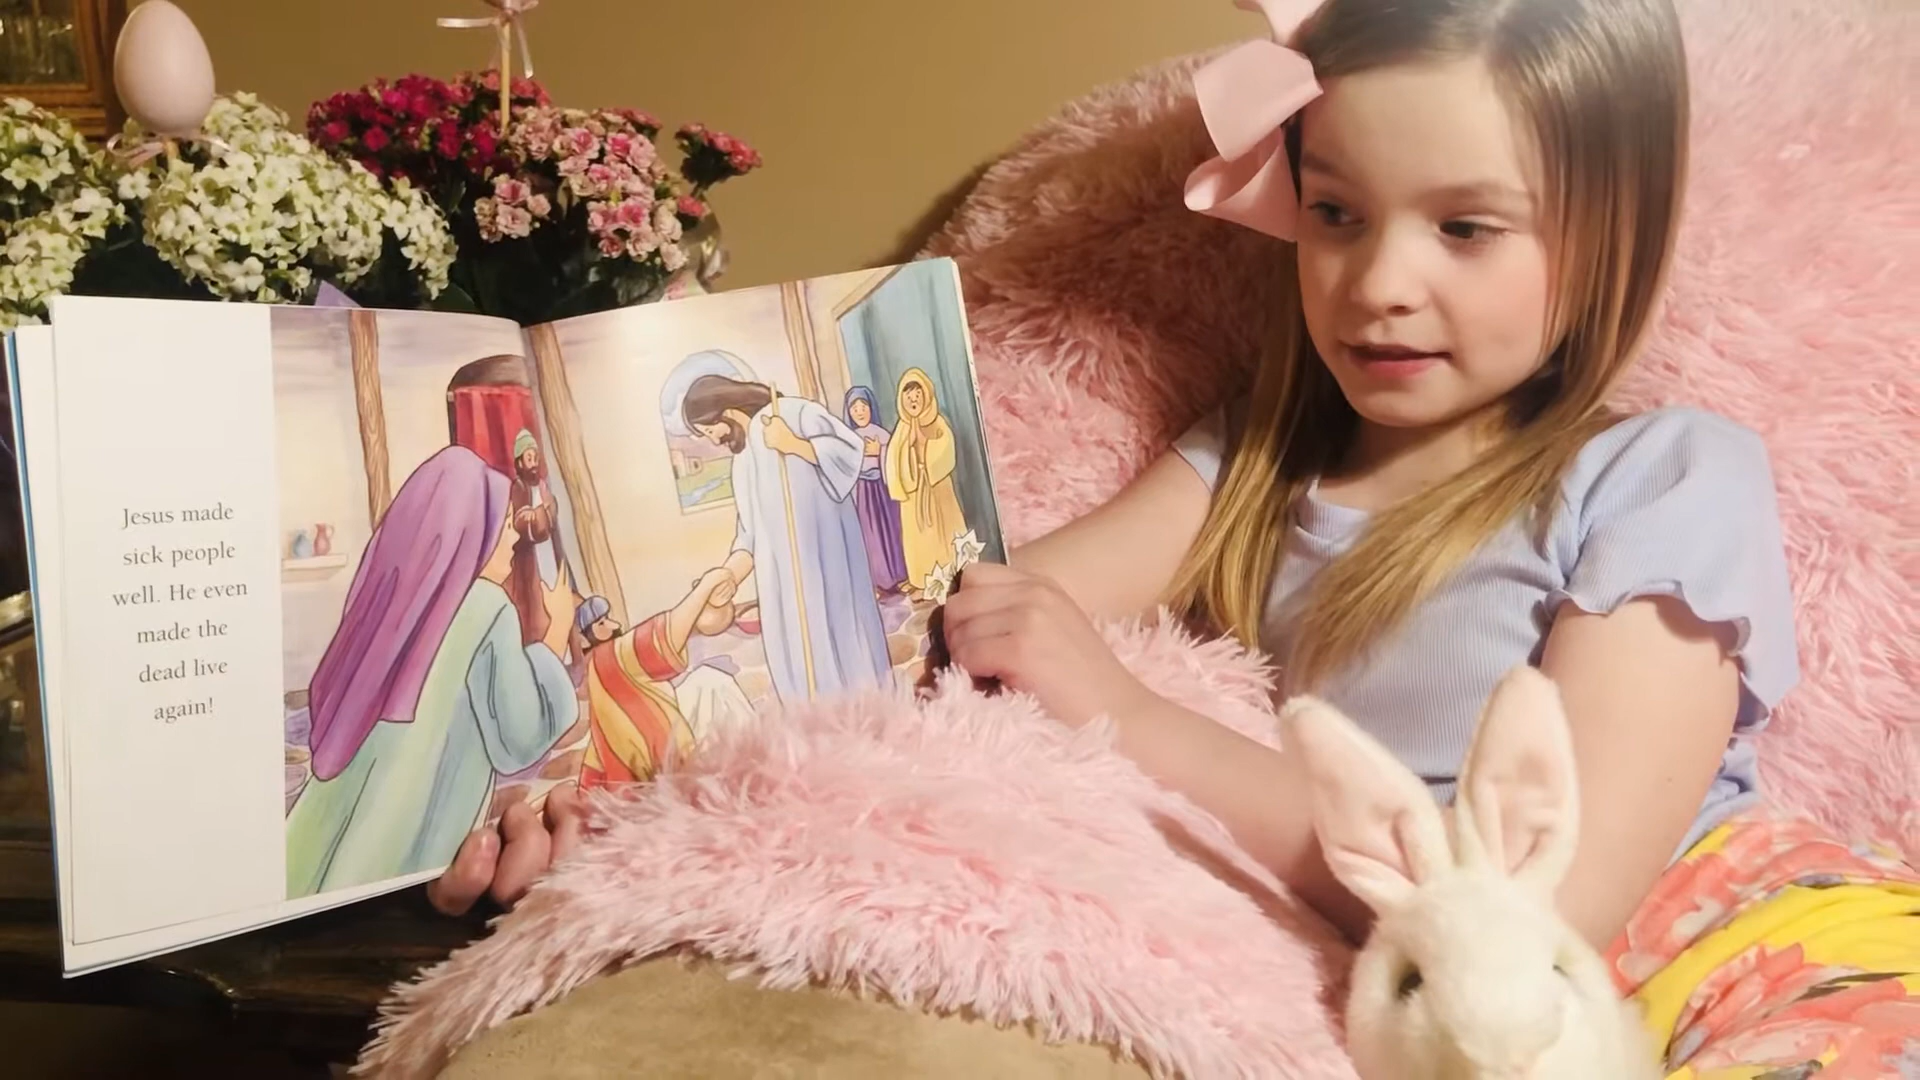 Jesus made
sick people
well. He even
made the
dead live
again!